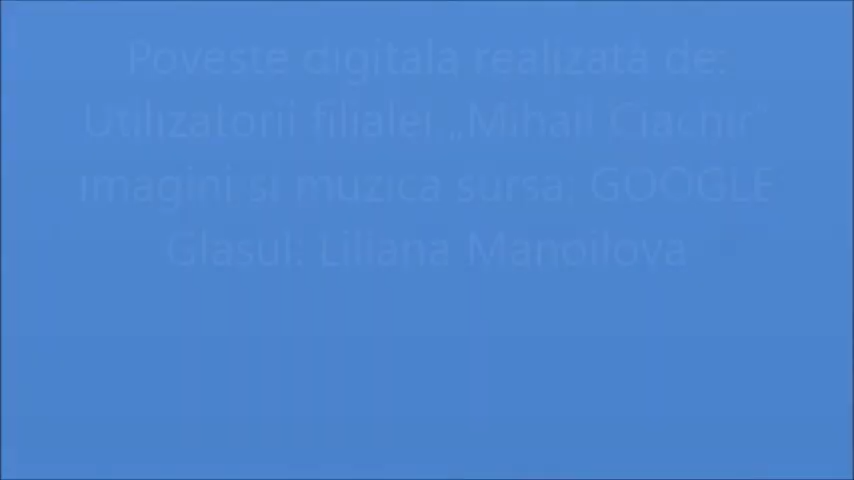 Poveste digitala realizata de:
Utilizatorii filialei „Mihail Ciachir”
imagini si muzica sursa: GOOGLE
Glasul: Liliana Manoilova